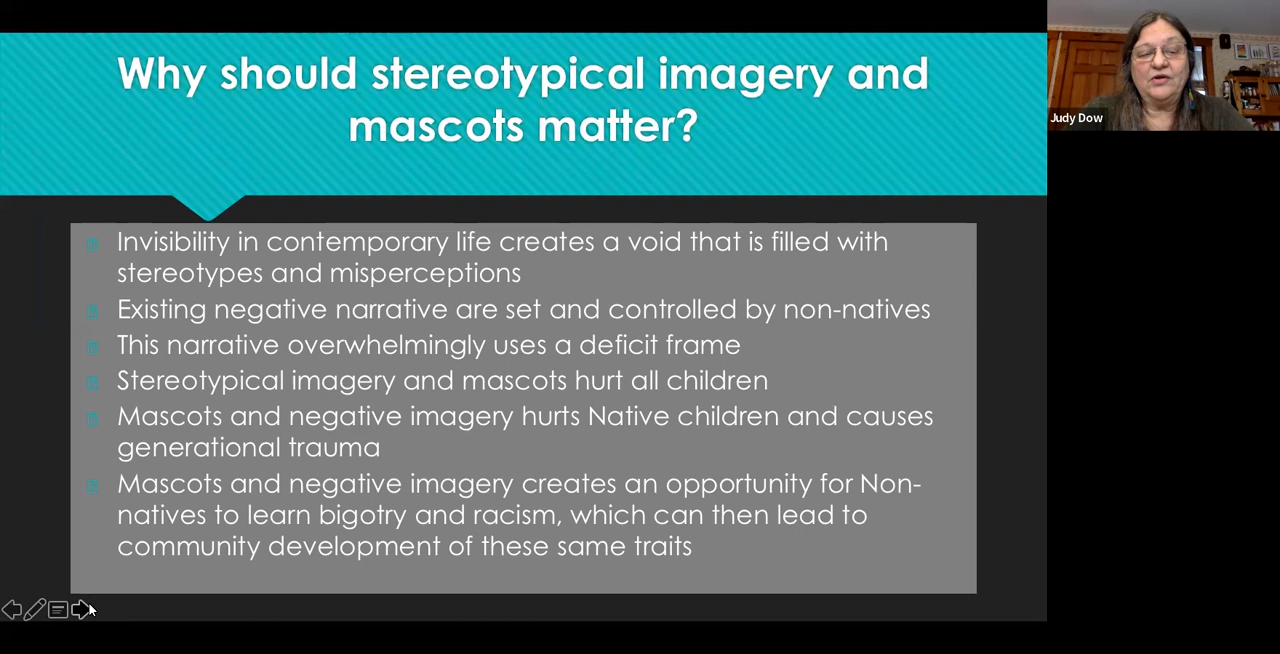 Why should stereotypical imagery and
mascots matter?
Judy Dow
Invisibility in contemporary life creates a void that is filled with
stereotypes and misperceptions
Existing negative narrative are set and controlled by non-natives
This narrative overwhelmingly uses a deficit frame
Stereotypical imagery and mascots hurt all children
Mascots and negative imagery hurts Native children and causes
generational trauma
Mascots and negative imagery creates an opportunity for Non-
natives to learn bigotry and racism, which can then lead to
community development of these same traits